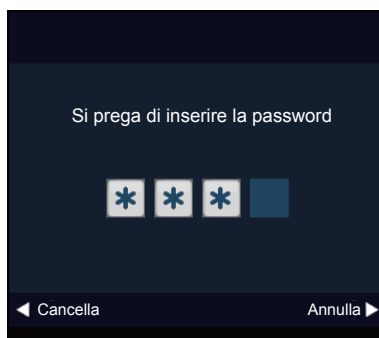 Si prega di inserire la password
* * *
◀ Cancella Annulla ▶